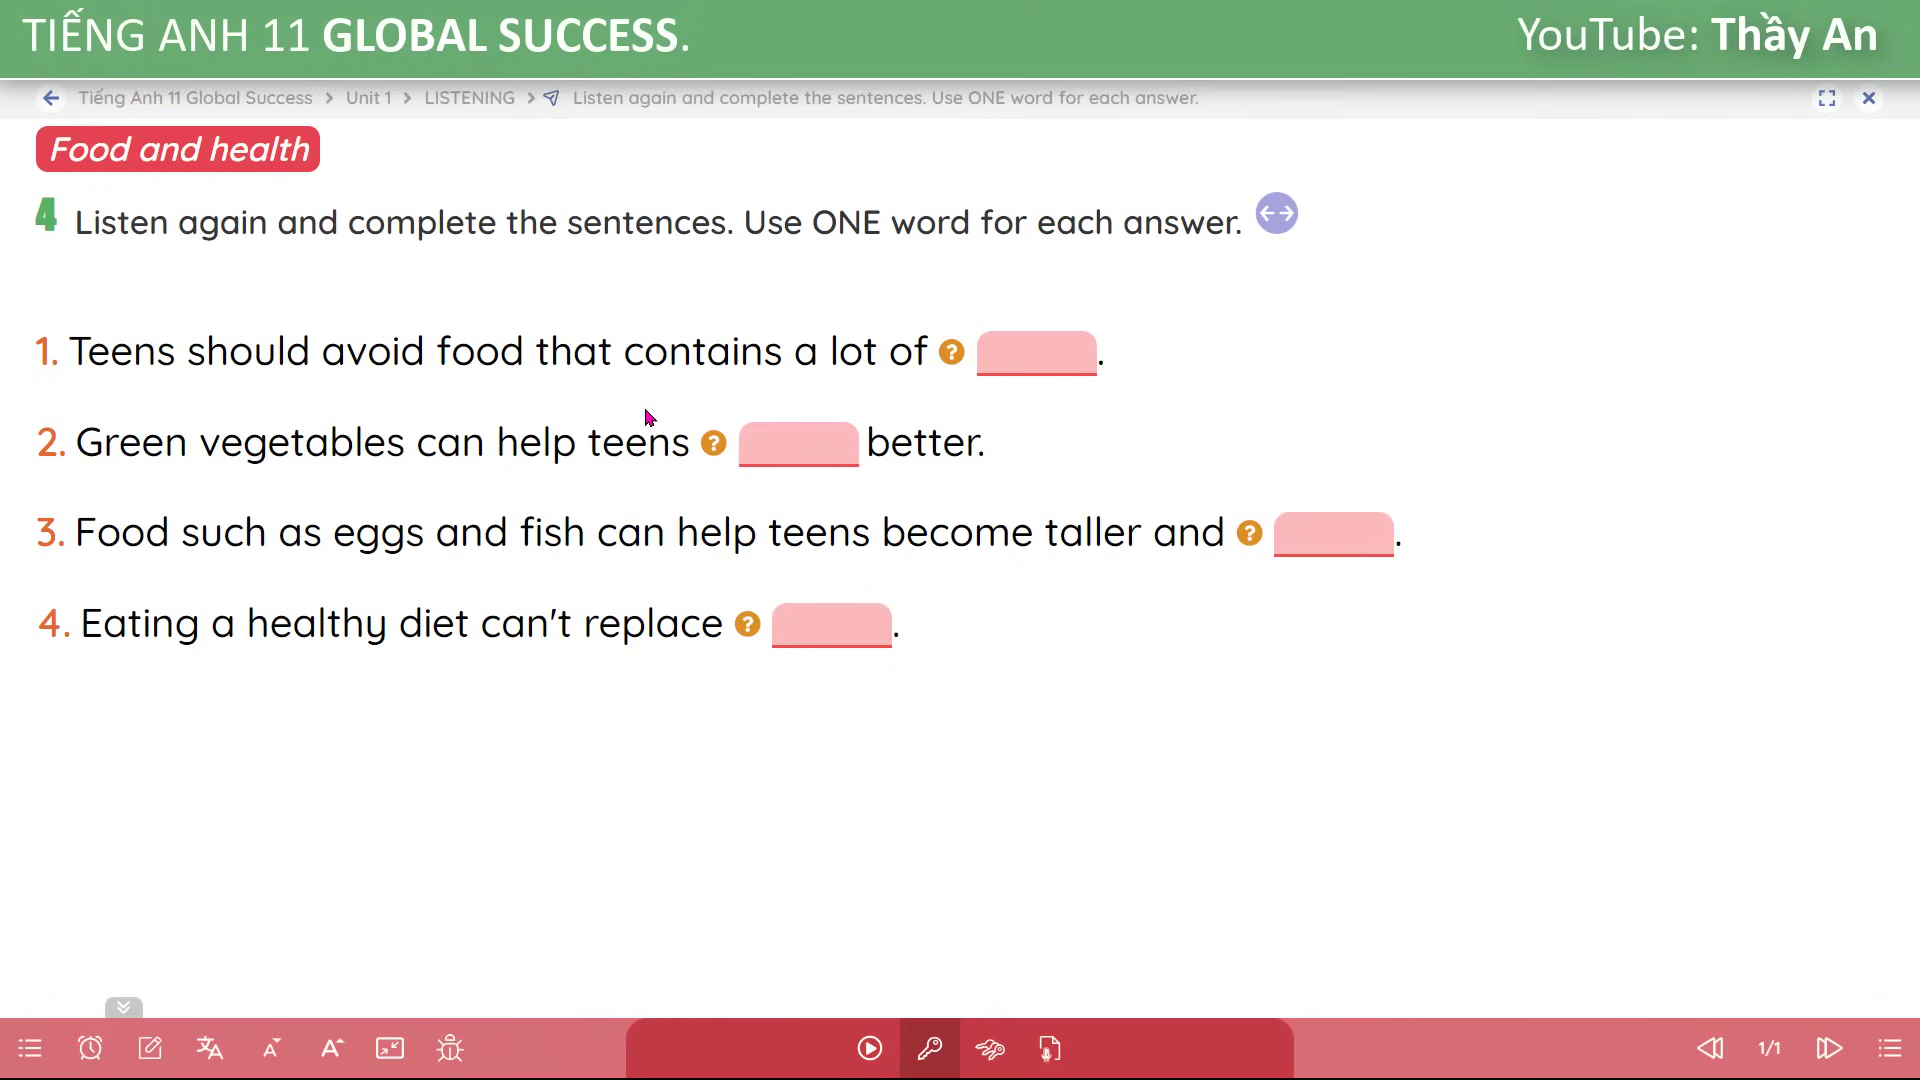 TIẾNG ANH 11 GLOBAL SUCCESS.
YouTube: Thầy An
Tiếng Anh 11 Global Success > Unit 1 > LISTENING > Listen again and complete the sentences. Use ONE word for each answer.
Food and health
4 Listen again and complete the sentences. Use ONE word for each answer.
1. Teens should avoid food that contains a lot of ? .
2. Green vegetables can help teens ? better.
3. Food such as eggs and fish can help teens become taller and ? .
4. Eating a healthy diet can't replace ? .
1/1